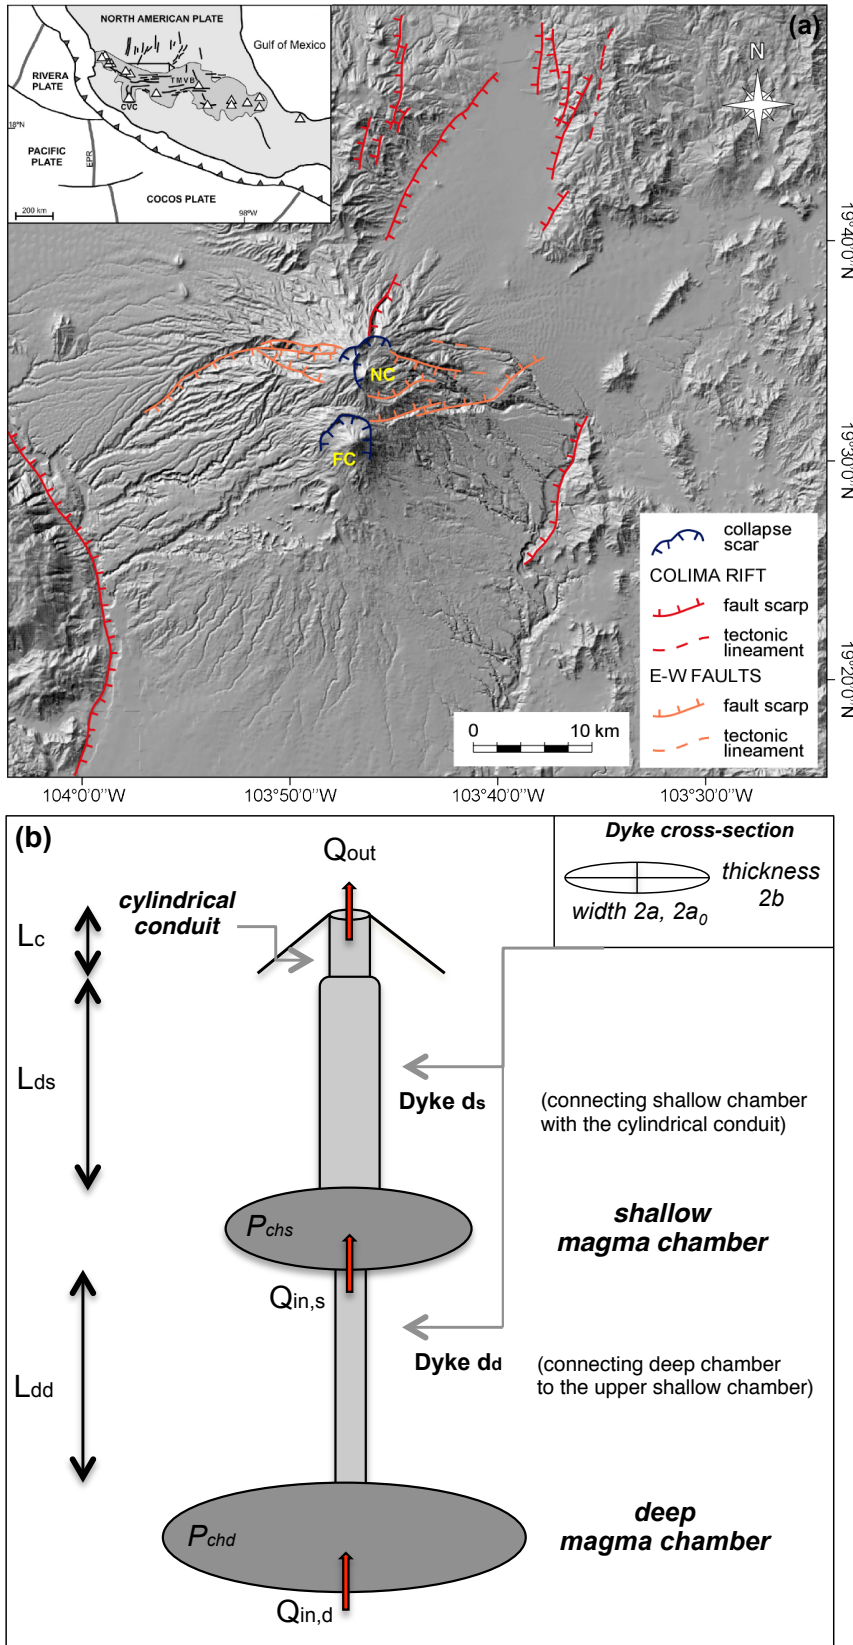 (a)
NORTH AMERICAN PLATE
Gulf of Mexico
RIVERA
PLATE
TMVB
CVC
18ºN
PACIFIC
PLATE
EPR
COCOS PLATE
200 km
98ºW
N
19°40'0''N
19°30'0''N
19°20'0''N
NC
FC
collapse
scar
COLIMA RIFT
fault scarp
tectonic
lineament
E-W FAULTS
fault scarp
tectonic
lineament
0 10 km
104°0'0''W 103°50'0''W 103°40'0''W 103°30'0''W
(b)
Dyke cross-section
thickness
2b
width 2a, 2a0
Qout
cylindrical
conduit
Lc
Lds
Dyke ds
(connecting shallow chamber
with the cylindrical conduit)
Pchs
shallow
magma chamber
Qin,s
Ldd
Dyke dd
(connecting deep chamber
to the upper shallow chamber)
Pchd
deep
magma chamber
Qin,d